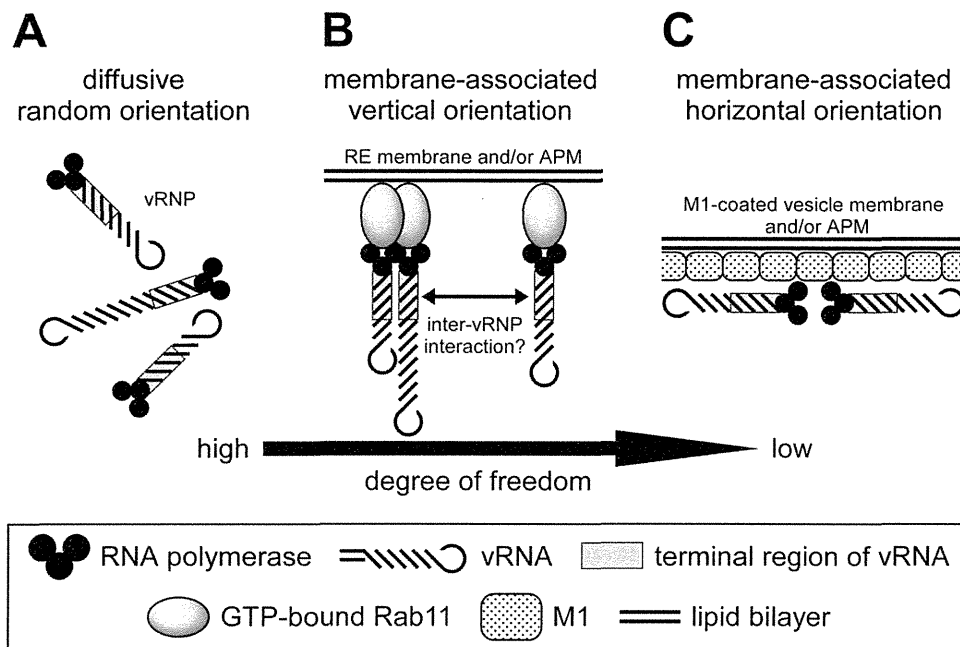 A
diffusive
random orientation
vRNP
B
membrane-associated
vertical orientation
RE membrane and/or APM
inter-vRNP
interaction?
C
membrane-associated
horizontal orientation
M1-coated vesicle membrane
and/or APM
high
low
degree of freedom
RNA polymerase
vRNA
terminal region of vRNA
GTP-bound Rab11
M1
lipid bilayer